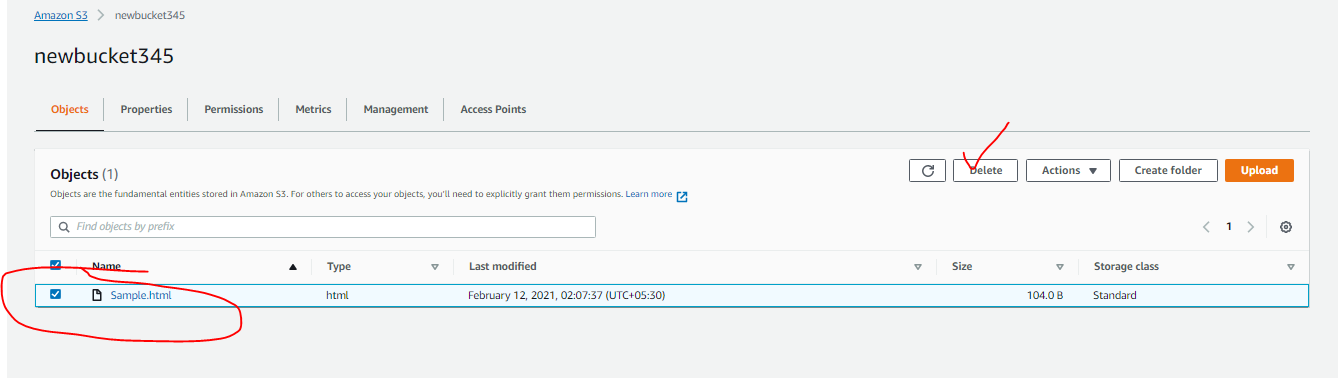 Amazon S3 > newbucket345
newbucket345
Objects Properties Permissions Metrics Management Access Points
Objects (1)
Delete Actions Create folder Upload
Objects are the fundamental entities stored in Amazon S3. For others to access your objects, you'll need to explicitly grant them permissions. Learn more
Find objects by prefix
1
Name Type Last modified Size Storage class
Sample.html html February 12, 2021, 02:07:37 (UTC+05:30) 104.0 B Standard